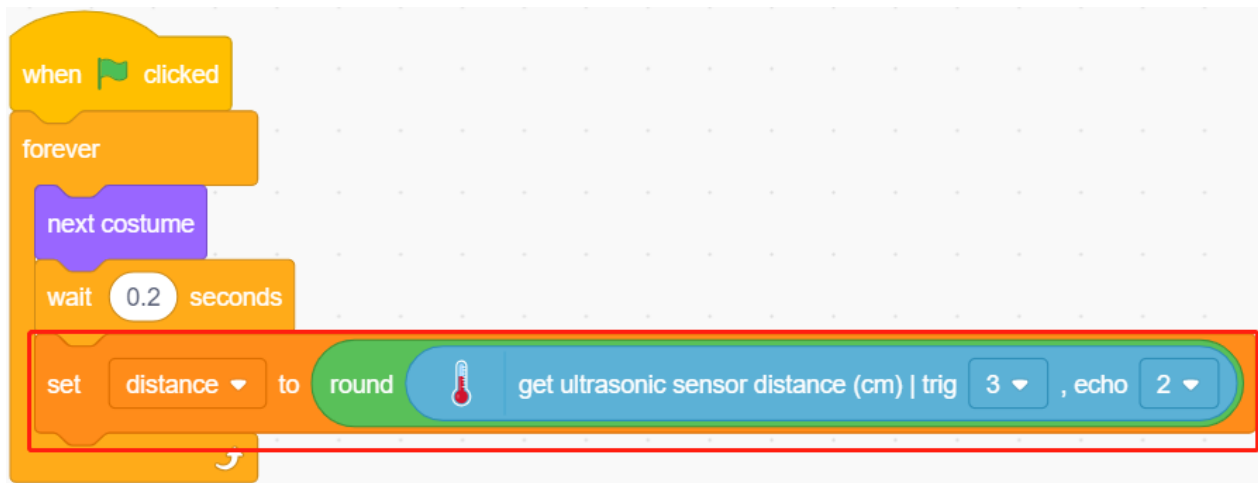 when clicked
forever
next costume
wait 0.2 seconds
set distance to round get ultrasonic sensor distance (cm) | trig 3 , echo 2